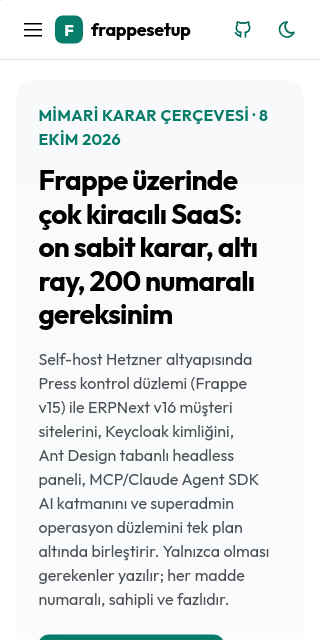 F frappesetup
MİMARİ KARAR ÇERÇEVESİ · 8
EKİM 2026
Frappe üzerinde
çok kiracılı SaaS:
on sabit karar, altı
ray, 200 numaralı
gereksinim
Self-host Hetzner altyapısında
Press kontrol düzlemi (Frappe
v15) ile ERPNext v16 müşteri
sitelerini, Keycloak kimliğini,
Ant Design tabanlı headless
paneli, MCP/Claude Agent SDK
AI katmanını ve superadmin
operasyon düzlemini tek plan
altında birleştirir. Yalnızca olması
gerekenler yazılır; her madde
numaralı, sahipli ve fazlıdır.